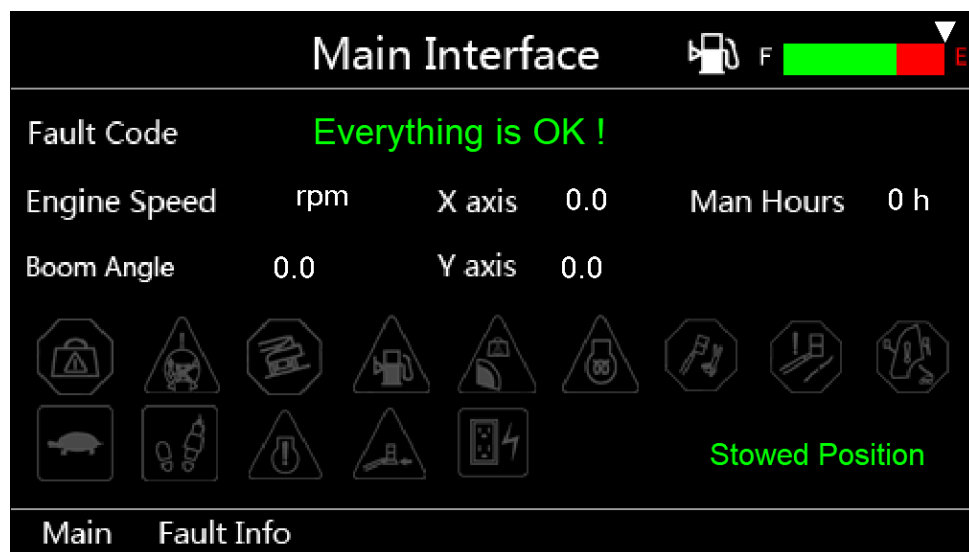 Main Interface F E
Fault Code Everything is OK !
Engine Speed rpm X axis 0.0 Man Hours 0 h
Boom Angle 0.0 Y axis 0.0
Stowed Position
Main Fault Info